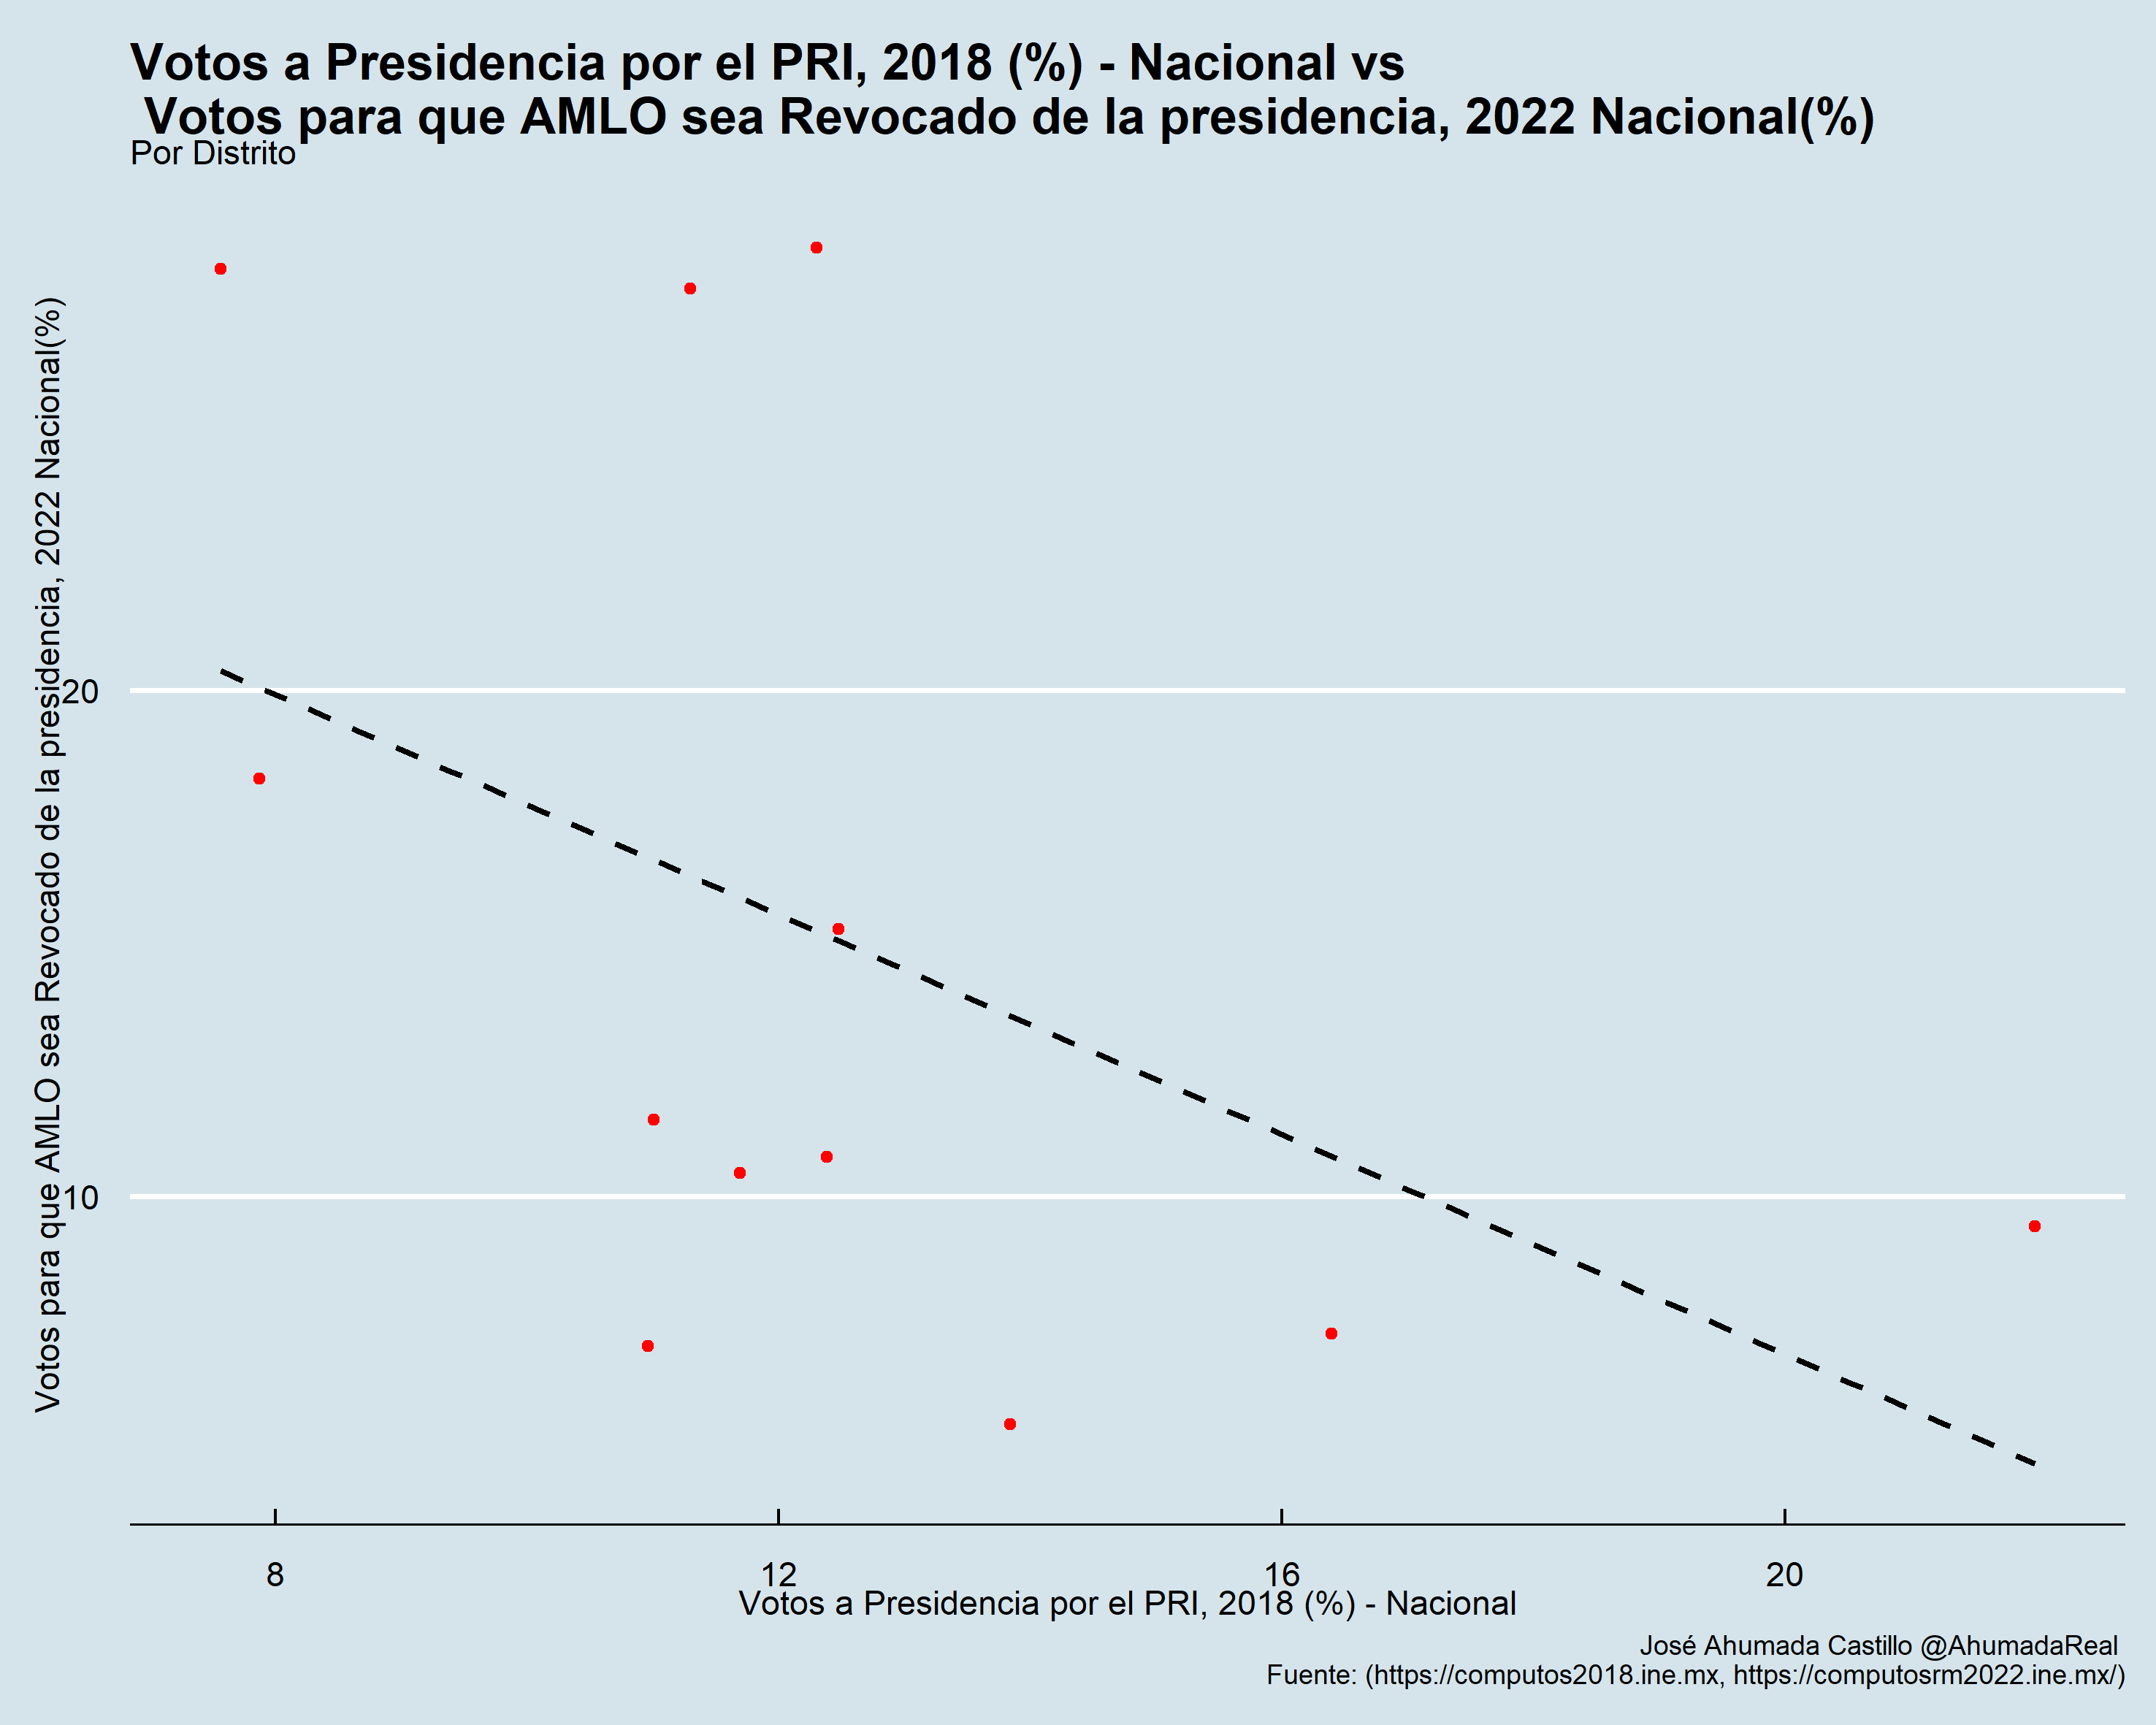 Votos a Presidencia por el PRI, 2018 (%) - Nacional vs
Votos para que AMLO sea Revocado de la presidencia, 2022 Nacional(%)
Por Distrito
Votos para que AMLO sea Revocado de la presidencia, 2022 Nacional(%)
20
10
8 12 16 20
Votos a Presidencia por el PRI, 2018 (%) - Nacional
José Ahumada Castillo @AhumadaReal
Fuente: (https://computos2018.ine.mx, https://computosrm2022.ine.mx/)